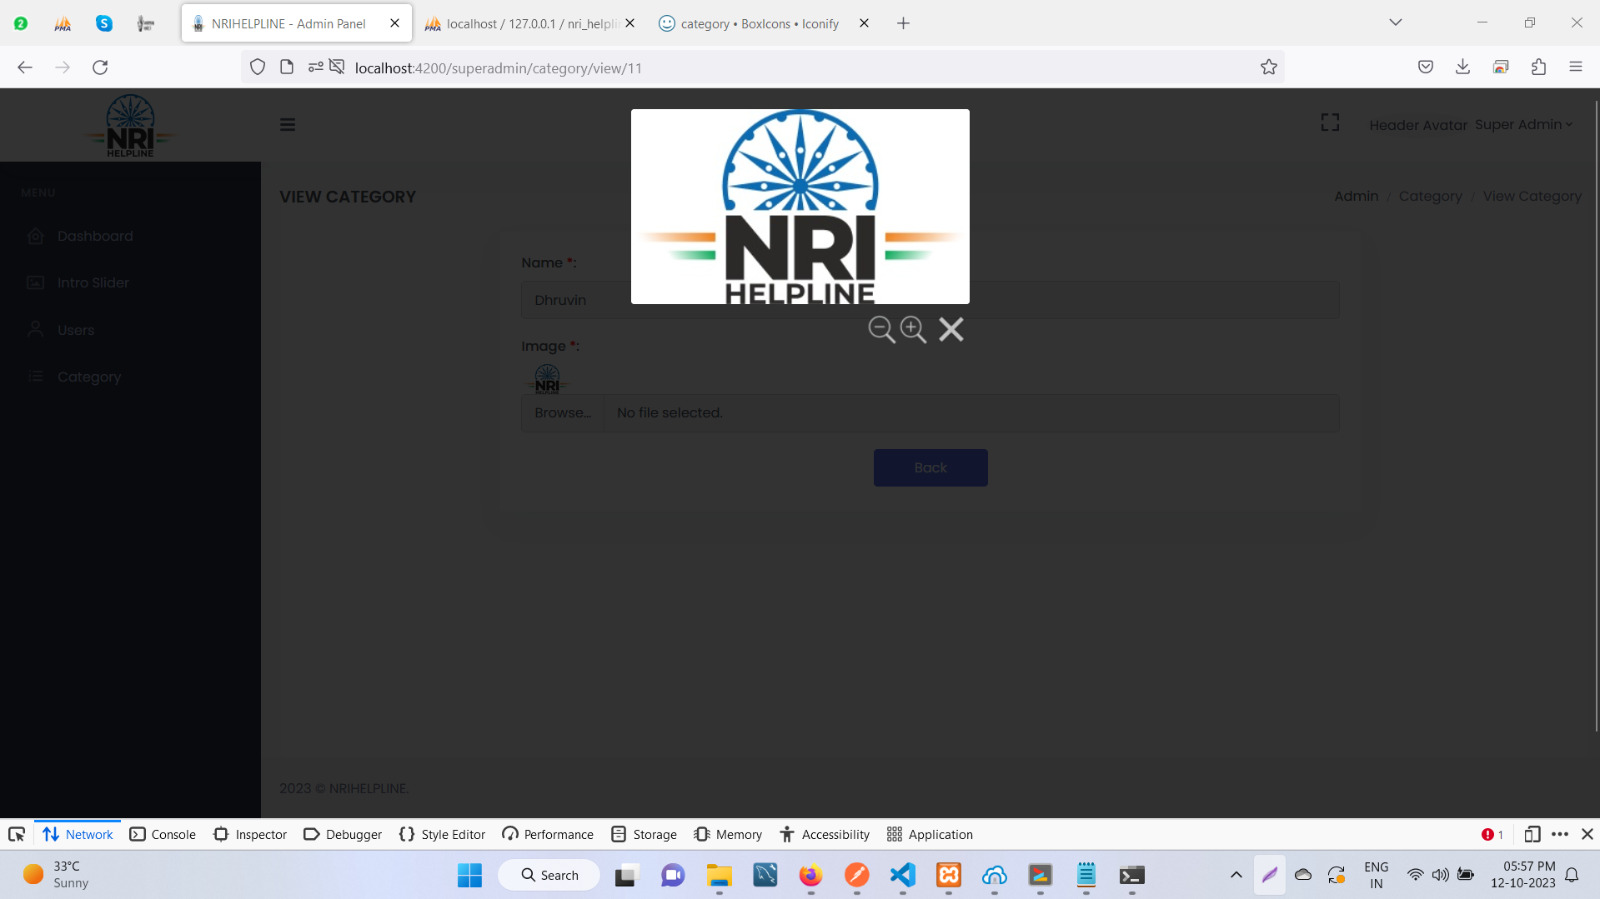 NRIHELPLINE - Admin Panel
localhost / 127.0.0.1 / nri_helplin
category • BoxIcons • Iconify
localhost:4200/superadmin/category/view/11
NRI
HELPLINE
Header Avatar Super Admin
NRI
HELPLINE
MENU
Dashboard
Intro Slider
Users
Category
VIEW CATEGORY
Admin / Category / View Category
Name *:
Dhruvin
Image *:
NRI
Browse... No file selected.
Back
2023 © NRIHELPLINE.
Network Console Inspector Debugger Style Editor Performance Storage Memory Accessibility Application 1
33°C
Sunny
Search
ENG
IN
05:57 PM
12-10-2023